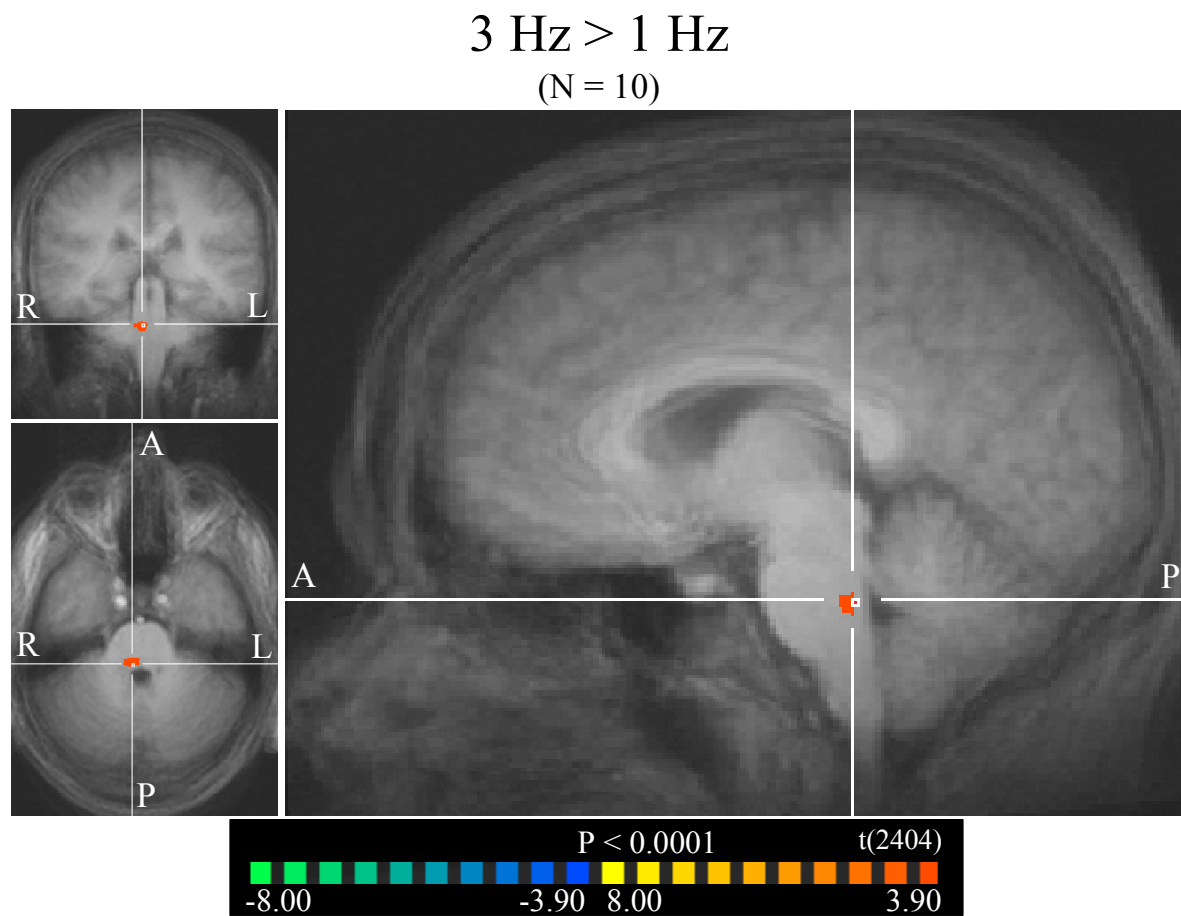 3 Hz > 1 Hz
(N = 10)
R L
A
R L
P
A P
P < 0.0001 t(2404)
-8.00 -3.90 8.00 3.90